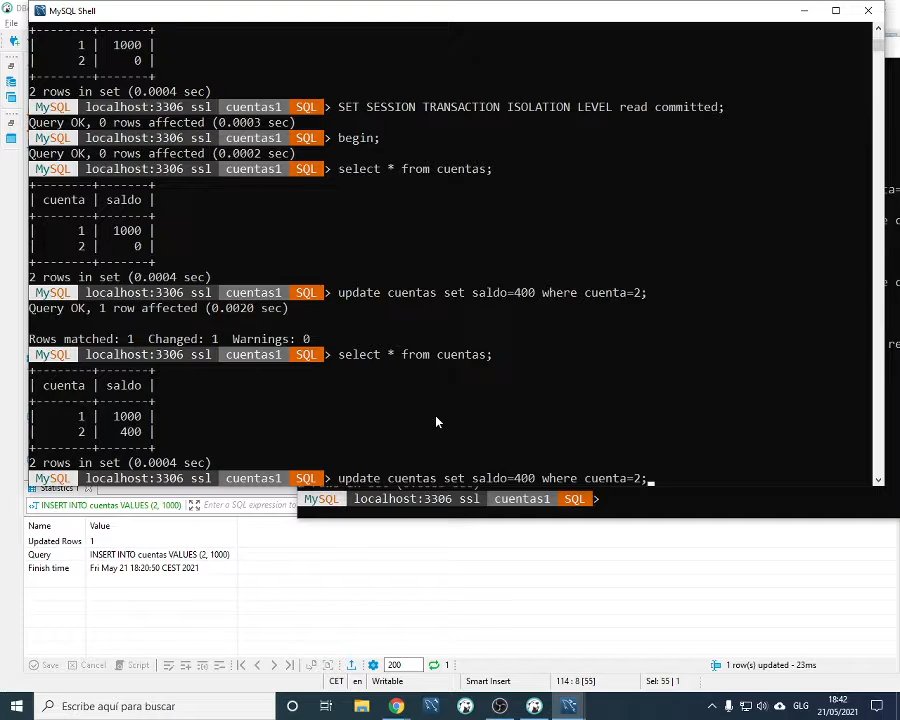 DB
MySQL Shell
File
+-------+-------+
| 1 | 1000 |
| 2 | 0 |
+-------+-------+
2 rows in set (0.0004 sec)
MySQL localhost:3306 ssl cuentas1 SQL > SET SESSION TRANSACTION ISOLATION LEVEL read committed;
Query OK, 0 rows affected (0.0003 sec)
MySQL localhost:3306 ssl cuentas1 SQL > begin;
Query OK, 0 rows affected (0.0002 sec)
MySQL localhost:3306 ssl cuentas1 SQL > select * from cuentas;
+--------+-------+
| cuenta | saldo |
+--------+-------+
| 1 | 1000 |
| 2 | 0 |
+--------+-------+
2 rows in set (0.0004 sec)
MySQL localhost:3306 ssl cuentas1 SQL > update cuentas set saldo=400 where cuenta=2;
Query OK, 1 row affected (0.0020 sec)
Rows matched: 1 Changed: 1 Warnings: 0
MySQL localhost:3306 ssl cuentas1 SQL > select * from cuentas;
+--------+-------+
| cuenta | saldo |
+--------+-------+
| 1 | 1000 |
| 2 | 400 |
+--------+-------+
2 rows in set (0.0004 sec)
MySQL localhost:3306 ssl cuentas1 SQL > update cuentas set saldo=400 where cuenta=2;
Statistics 1
MySQL localhost:3306 ssl cuentas1 SQL >
INSERT INTO cuentas VALUES (2, 1000) Enter a SQL expression to
Name Value
Updated Rows 1
Query INSERT INTO cuentas VALUES (2, 1000)
Finish time Fri May 21 18:20:50 CEST 2021
Save Cancel Script 200 1 1 row(s) updated - 23ms
CET en Writable Smart Insert 114 : 8 [55] Sel: 55 | 1
Escribe aquí para buscar
18:42
21/05/2021